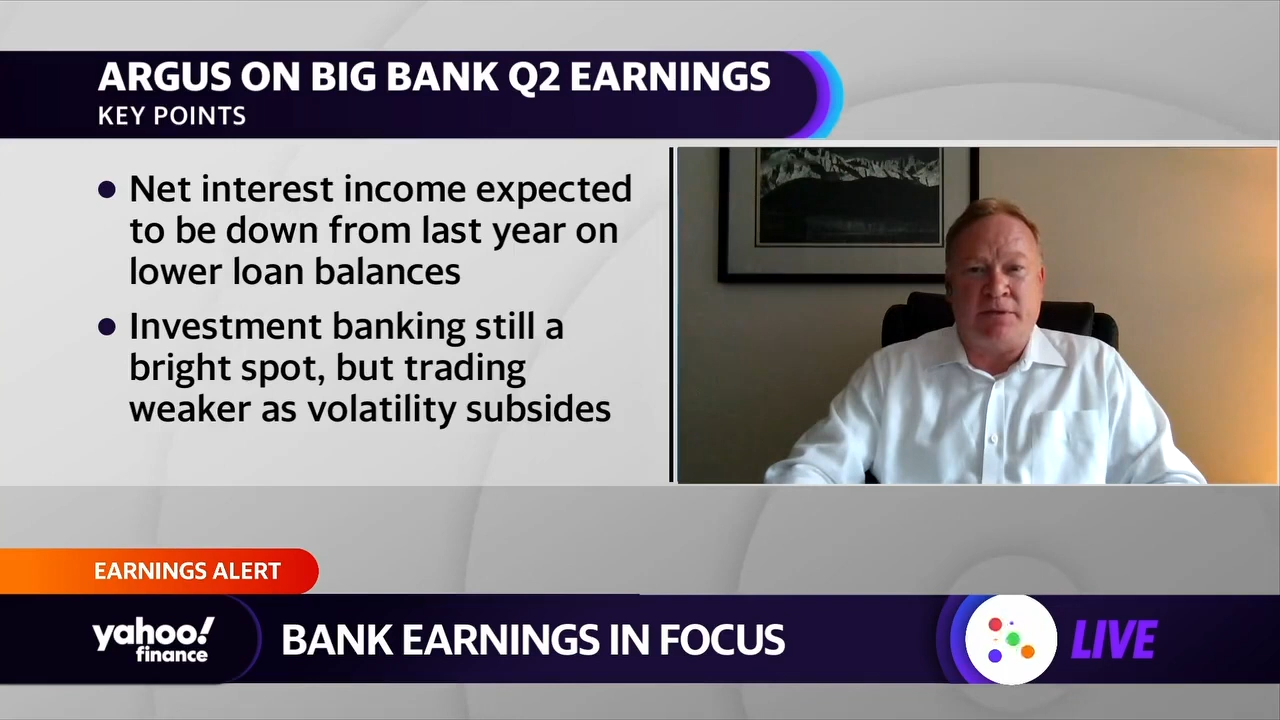 ARGUS ON BIG BANK Q2 EARNINGS
KEY POINTS
• Net interest income expected
to be down from last year on
lower loan balances
• Investment banking still a
bright spot, but trading
weaker as volatility subsides
EARNINGS ALERT
yahoo!
finance
BANK EARNINGS IN FOCUS
LIVE